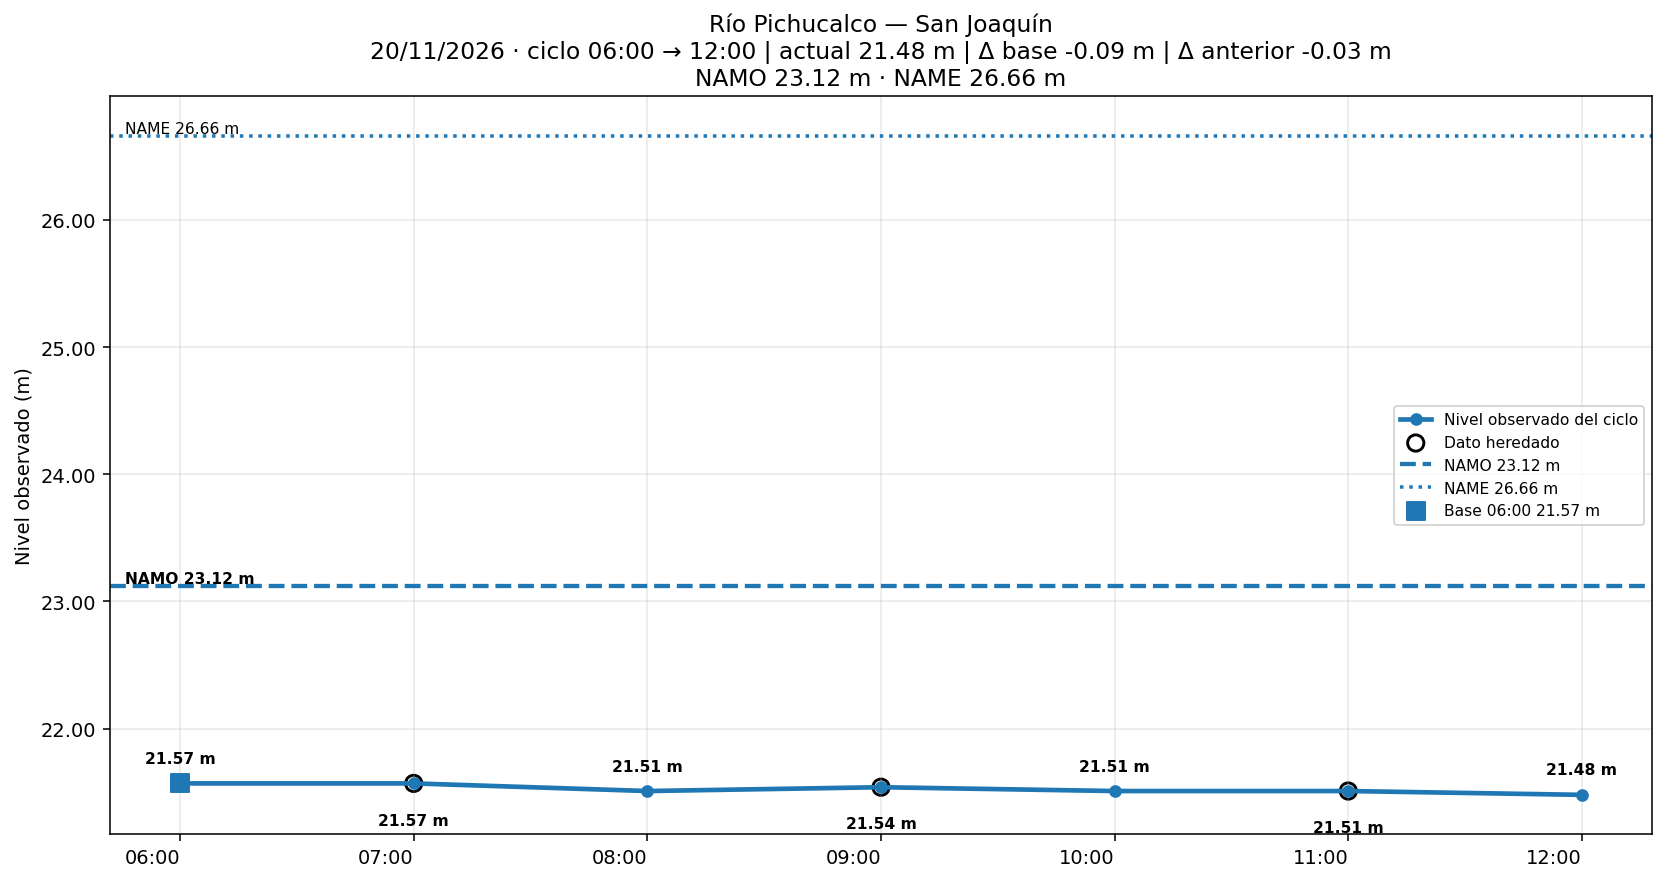 Río Pichucalco — San Joaquín
20/11/2026 · ciclo 06:00 → 12:00 | actual 21.48 m | Δ base -0.09 m | Δ anterior -0.03 m
NAMO 23.12 m · NAME 26.66 m
NAME 26.66 m
26.00
25.00
24.00
23.00
22.00
Nivel observado (m)
Nivel observado del ciclo
Dato heredado
NAMO 23.12 m
NAME 26.66 m
Base 06:00 21.57 m
NAMO 23.12 m
21.57 m
21.57 m
21.51 m
21.54 m
21.51 m
21.51 m
21.48 m
06:00 07:00 08:00 09:00 10:00 11:00 12:00